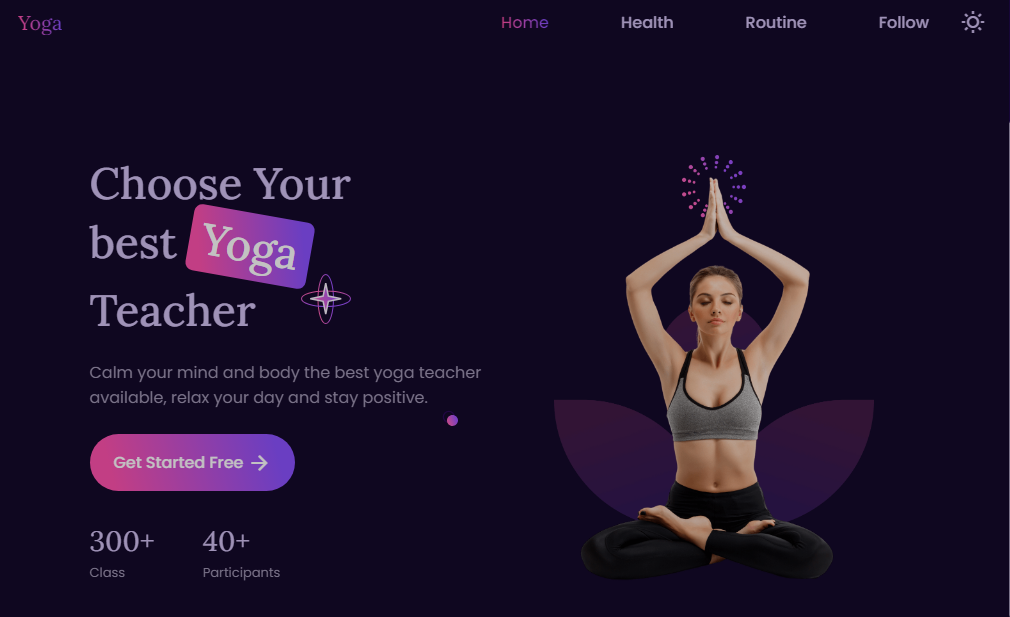 Yoga
Home Health Routine Follow
Choose Your
best Yoga
Teacher
Calm your mind and body the best yoga teacher
available, relax your day and stay positive.
Get Started Free
300+ 40+
Class Participants